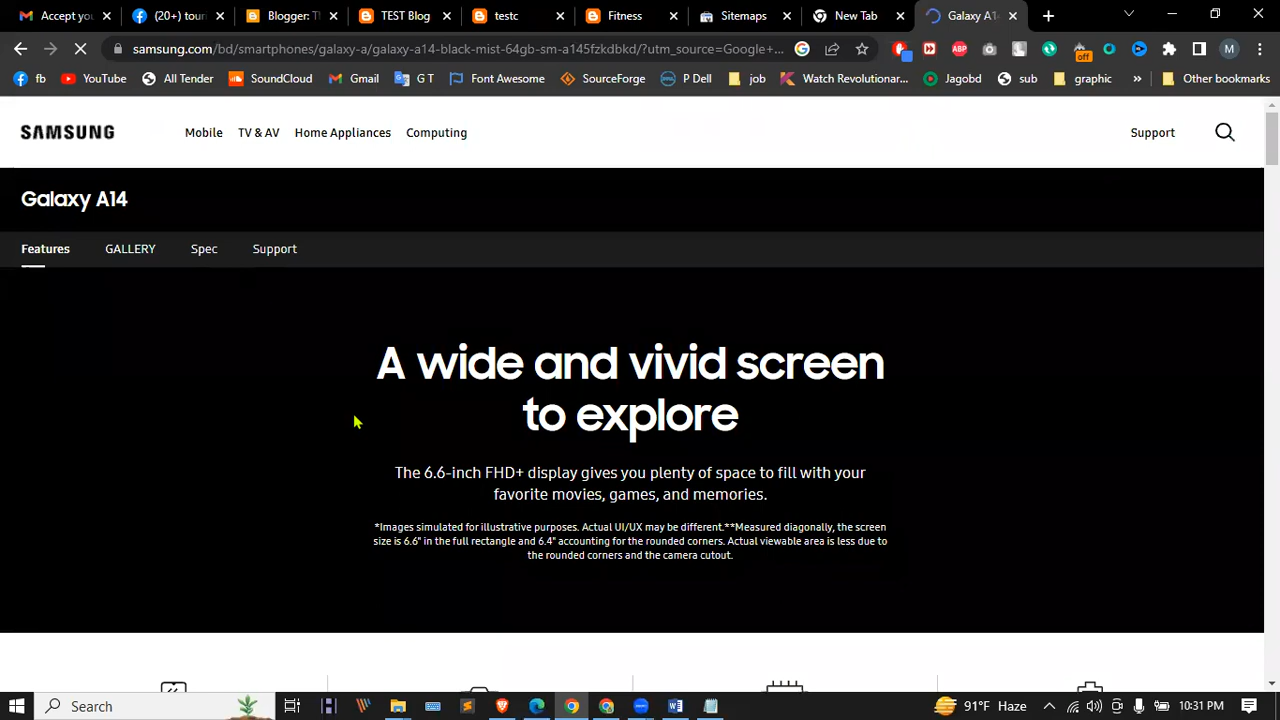 Accept you
(20+) touri
Blogger: Th
TEST Blog
testc
Fitness
Sitemaps
New Tab
Galaxy A14
samsung.com/bd/smartphones/galaxy-a/galaxy-a14-black-mist-64gb-sm-a145fzkdbkd/?utm_source=Google+...
ABP
off
M
fb
YouTube
All Tender
SoundCloud
Gmail
G T
Font Awesome
SourceForge
P Dell
job
Watch Revolutionar...
Jagobd
sub
graphic
»
Other bookmarks
SAMSUNG
Mobile
TV & AV
Home Appliances
Computing
Support
Galaxy A14
Features
GALLERY
Spec
Support
A wide and vivid screen
to explore
The 6.6-inch FHD+ display gives you plenty of space to fill with your
favorite movies, games, and memories.
*Images simulated for illustrative purposes. Actual UI/UX may be different.**Measured diagonally, the screen
size is 6.6" in the full rectangle and 6.4" accounting for the rounded corners. Actual viewable area is less due to
the rounded corners and the camera cutout.
Search
91°F Haze
10:31 PM